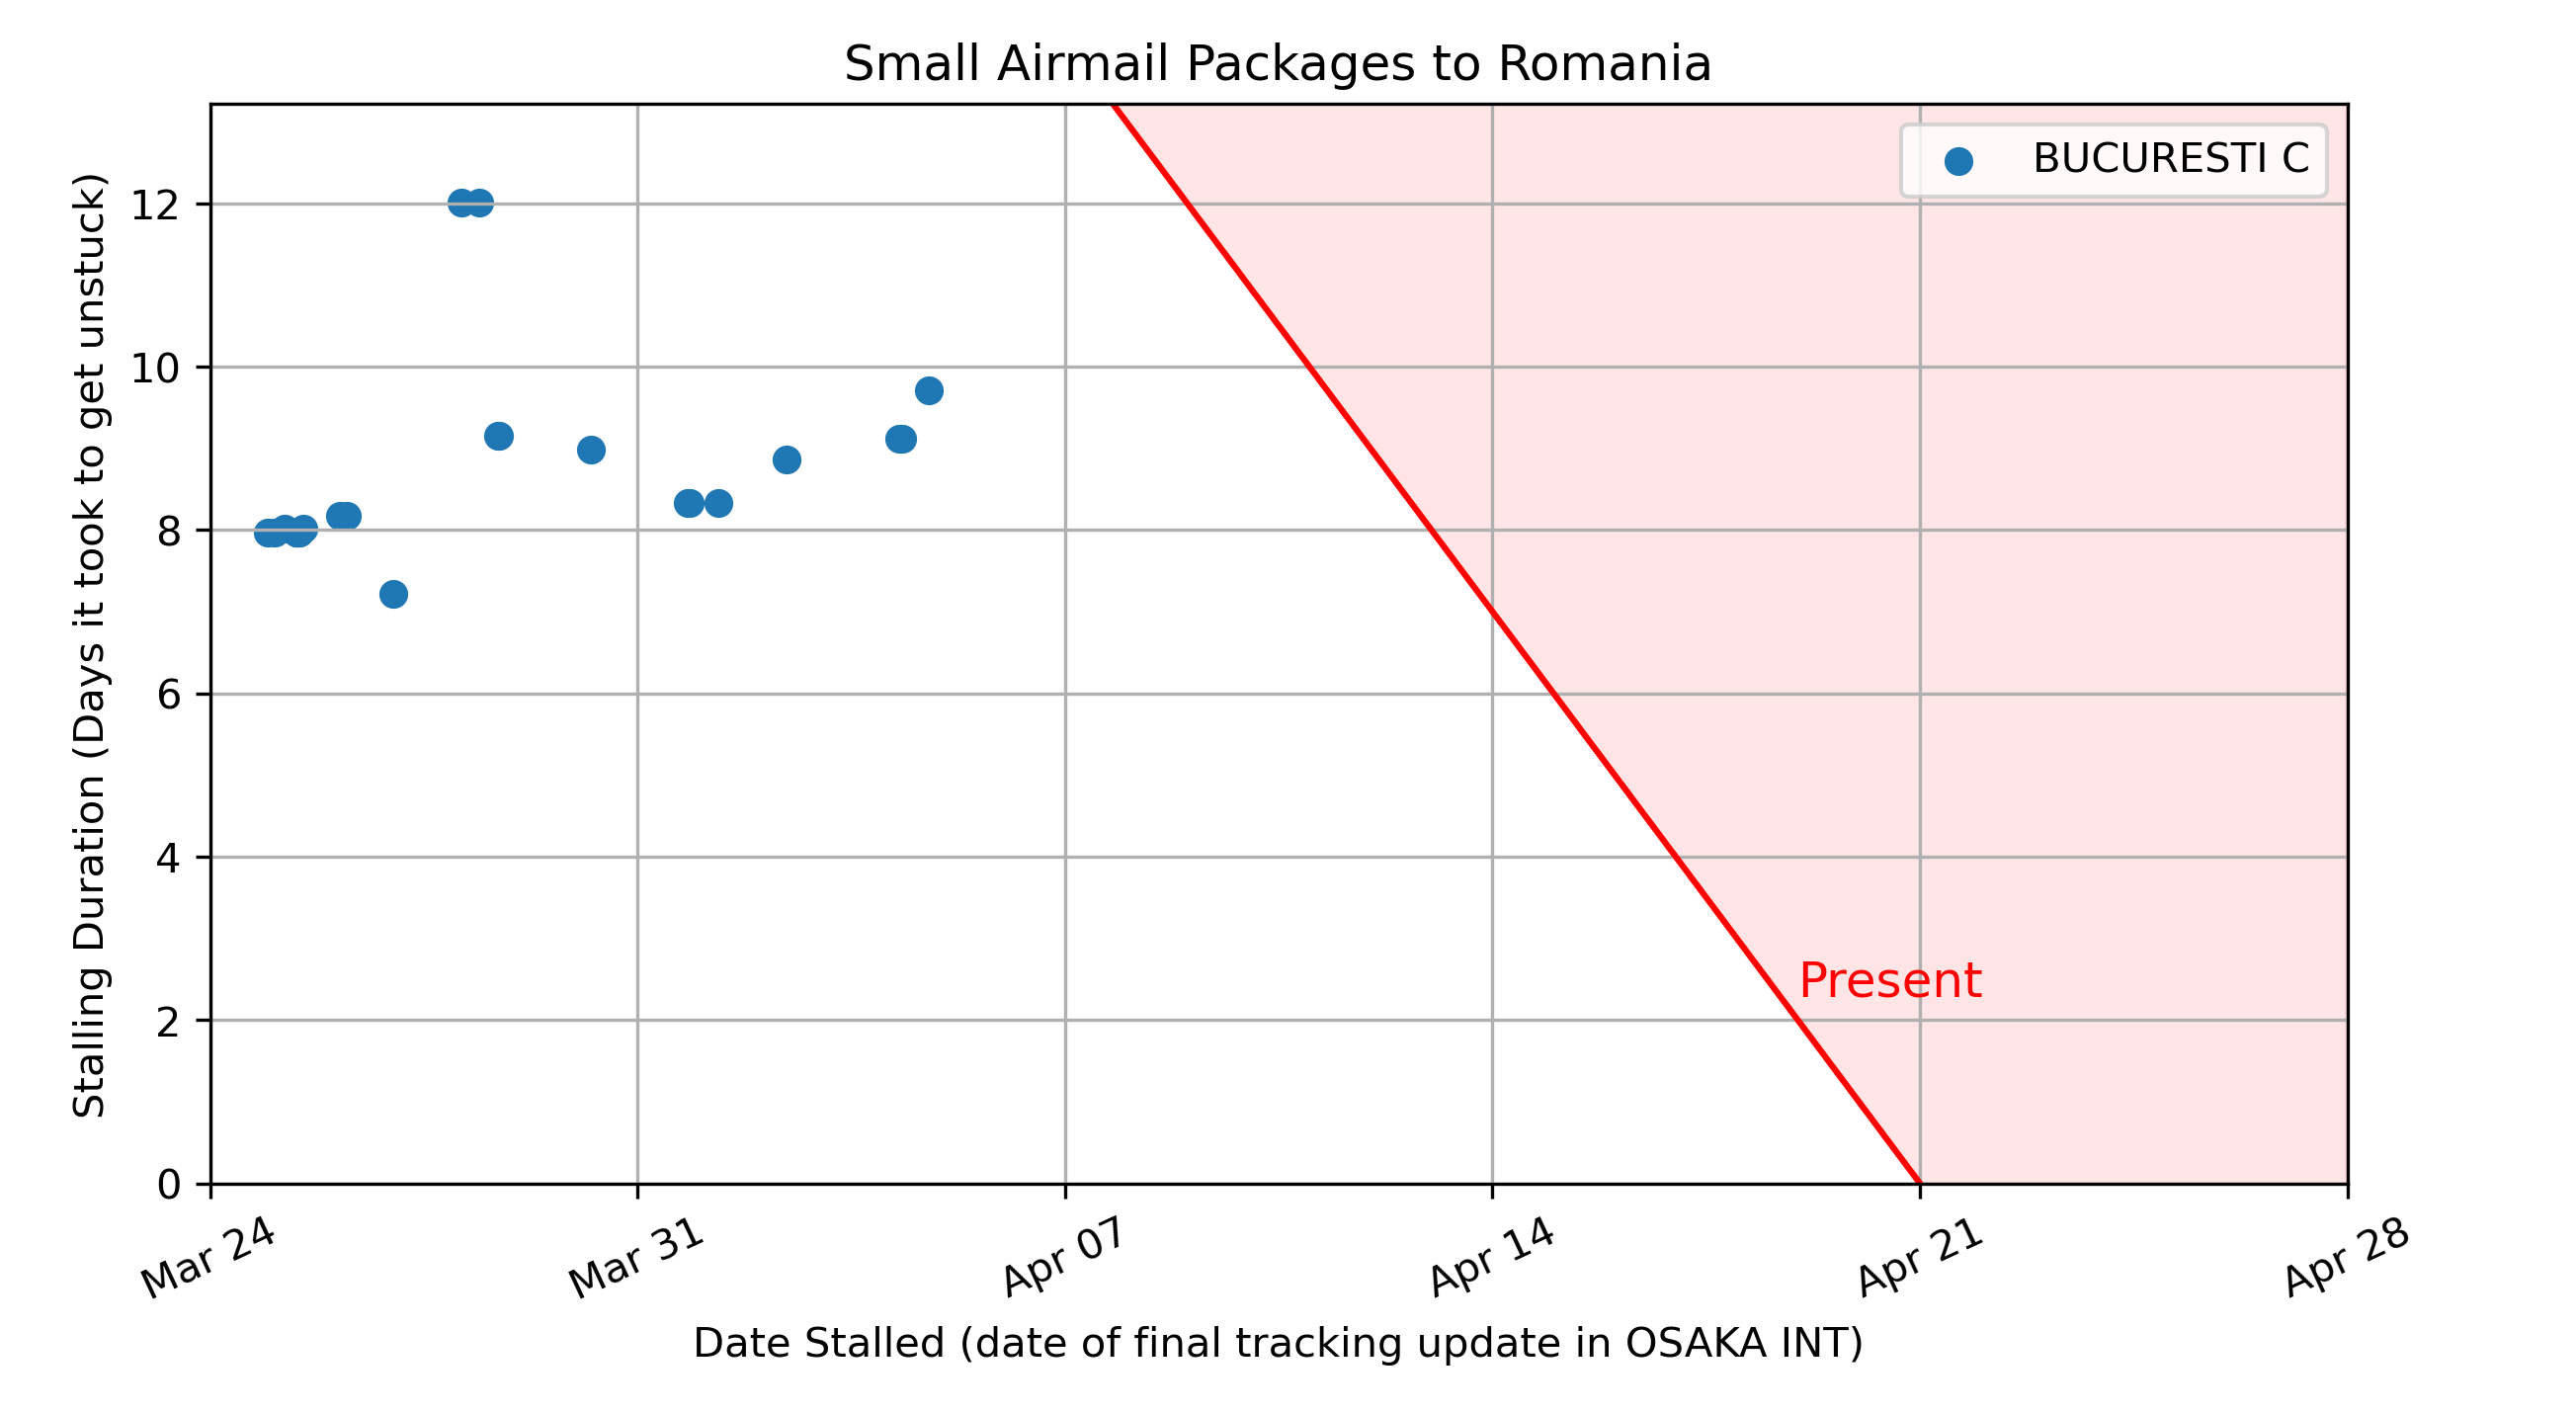 Small Airmail Packages to Romania
BUCURESTI C
Stalling Duration (Days it took to get unstuck)
12
10
8
6
4
2
0
Present
Mar 24
Mar 31
Apr 07
Apr 14
Apr 21
Apr 28
Date Stalled (date of final tracking update in OSAKA INT)